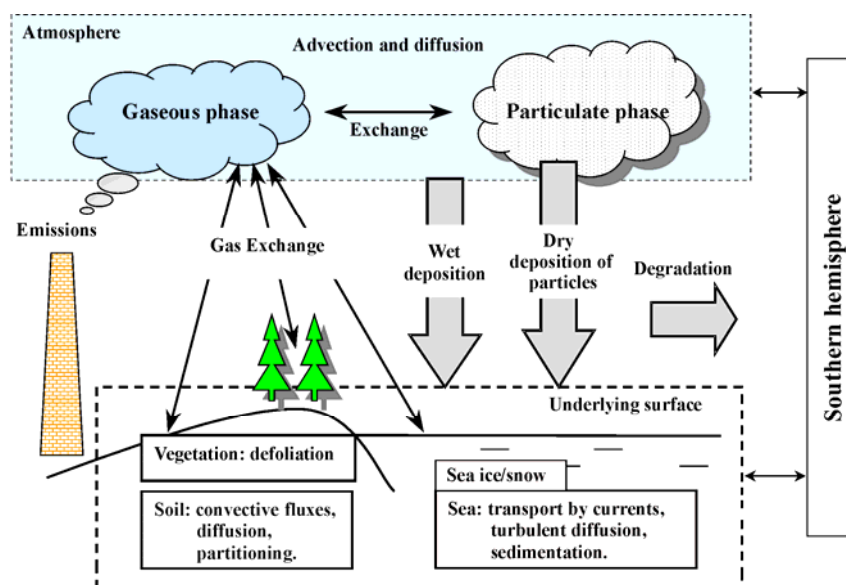 Atmosphere
Advection and diffusion
Gaseous phase
Exchange
Particulate phase
Emissions
Gas Exchange
Wet
deposition
Dry
deposition of
particles
Degradation
Southern hemisphere
Underlying surface
Vegetation: defoliation
Soil: convective fluxes,
diffusion,
partitioning.
Sea ice/snow
Sea: transport by currents,
turbulent diffusion,
sedimentation.